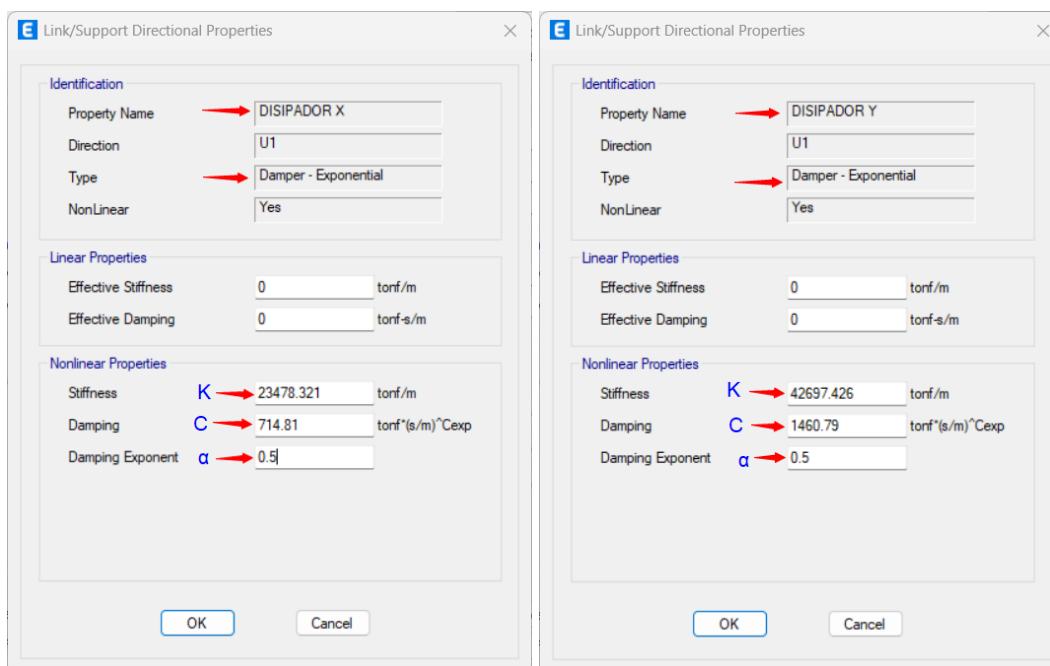 E Link/Support Directional Properties
Identification
Property Name DISIPADOR X
Direction U1
Type Damper - Exponential
NonLinear Yes
Linear Properties
Effective Stiffness 0 tonf/m
Effective Damping 0 tonf-s/m
Nonlinear Properties
Stiffness K 23478.321 tonf/m
Damping C 714.81 tonf*(s/m)^Cexp
Damping Exponent α 0.5
OK Cancel
E Link/Support Directional Properties
Identification
Property Name DISIPADOR Y
Direction U1
Type Damper - Exponential
NonLinear Yes
Linear Properties
Effective Stiffness 0 tonf/m
Effective Damping 0 tonf-s/m
Nonlinear Properties
Stiffness K 42697.426 tonf/m
Damping C 1460.79 tonf*(s/m)^Cexp
Damping Exponent α 0.5
OK Cancel